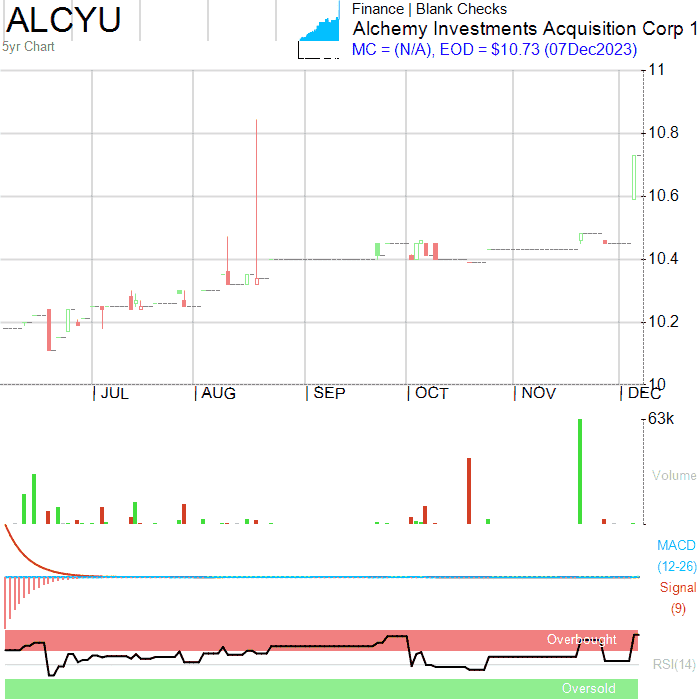 ALCYU
5yr Chart
Finance | Blank Checks
Alchemy Investments Acquisition Corp 1
MC = (N/A), EOD = $10.73 (07Dec2023)
11
10.8
10.6
10.4
10.2
10
JUL AUG SEP OCT NOV DEC
63k
Volume
MACD
(12-26)
Signal
(9)
Overbought
RSI(14)
Oversold